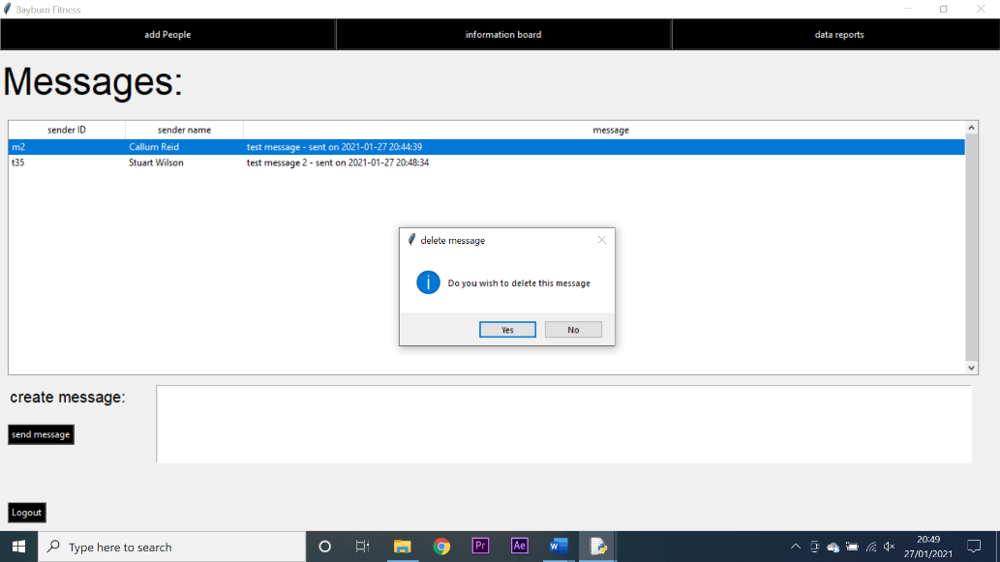 Bayburn Fitness
add People
information board
data reports
Messages:
sender ID
sender name
message
m2
Callum Reid
test message - sent on 2021-01-27 20:44:39
t35
Stuart Wilson
test message 2 - sent on 2021-01-27 20:48:34
delete message
Do you wish to delete this message
Yes
No
create message:
send message
Logout
Type here to search
Pr
Ae
W
20:49
27/01/2021